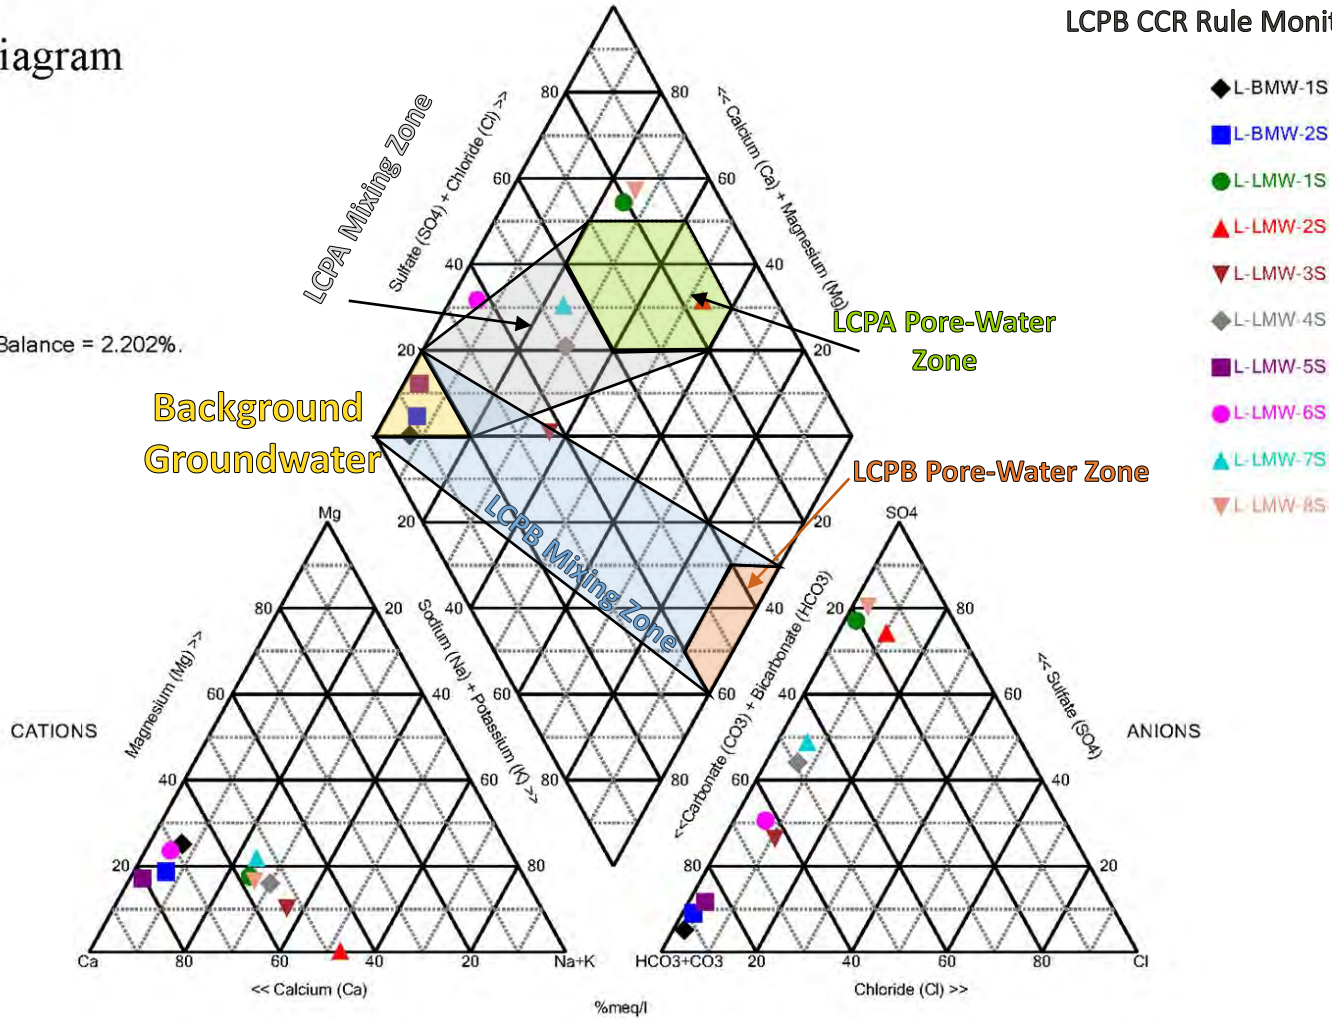 iagram
LCPB CCR Rule Monit
L-BMW-1S
L-BMW-2S
L-LMW-1S
L-LMW-2S
L-LMW-3S
L-LMW-4S
L-LMW-5S
L-LMW-6S
L-LMW-7S
L-LMW-8S
Balance = 2.202%.
LCPA Mixing Zone
Sulfate (SO4) + Chloride (Cl) >>
<< Calcium (Ca) + Magnesium (Mg)
80
80
60
60
40
40
20
20
LCPA Pore-Water
Zone
Background
Groundwater
LCPB Pore-Water Zone
LCPB Mixing Zone
20
20
40
40
60
60
80
80
Sodium (Na) + Potassium (K) >>
<<Carbonate (CO3) + Bicarbonate (HCO3)
Mg
80
20
60
40
40
60
20
80
Magnesium (Mg) >>
CATIONS
Ca
80
60
40
20
Na+K
<< Calcium (Ca)
%meq/l
SO4
20
80
40
60
60
40
80
20
<< Sulfate (SO4)
ANIONS
HCO3+CO3
20
40
60
80
Cl
Chloride (Cl) >>